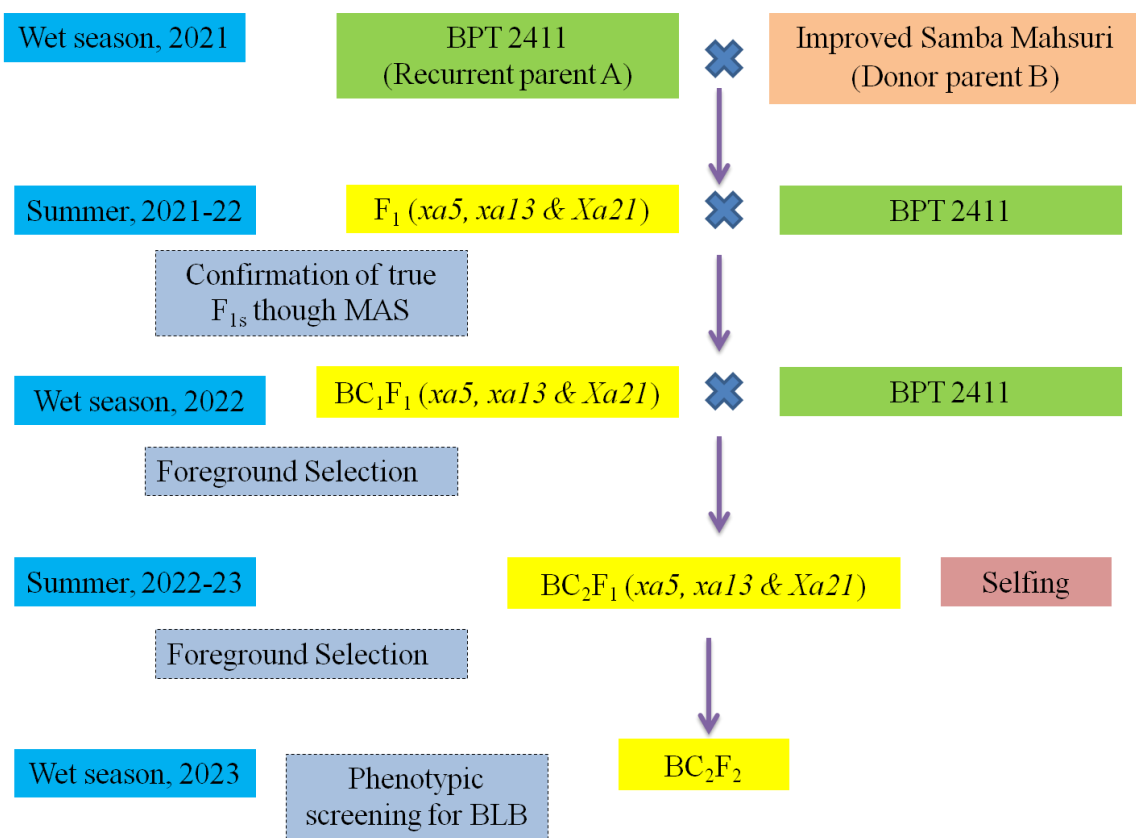 Wet season, 2021
BPT 2411
(Recurrent parent A)
Improved Samba Mahsuri
(Donor parent B)
Summer, 2021-22
F₁ (xa5, xa13 & Xa21)
BPT 2411
Confirmation of true
F₁ₛ though MAS
Wet season, 2022
BC₁F₁ (xa5, xa13 & Xa21)
BPT 2411
Foreground Selection
Summer, 2022-23
BC₂F₁ (xa5, xa13 & Xa21)
Selfing
Foreground Selection
Wet season, 2023
Phenotypic
screening for BLB
BC₂F₂